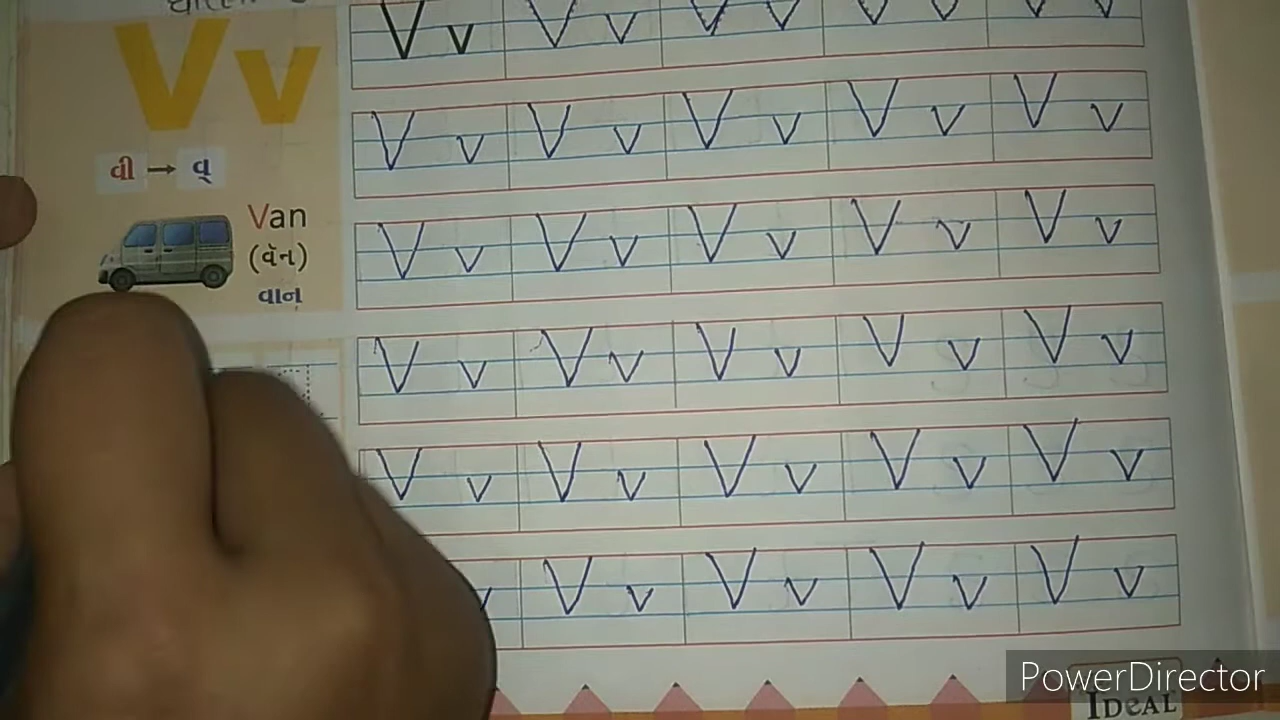 V v V v V v V v V v
Vv
V v V v V v V v V v
વી → વ્
Van
V v V v V v V v V v
(વેન)
વાન
V v V v V v V v V v
V v V v V v V v V v
v V v V v V v V v
PowerDirector
IDEAL